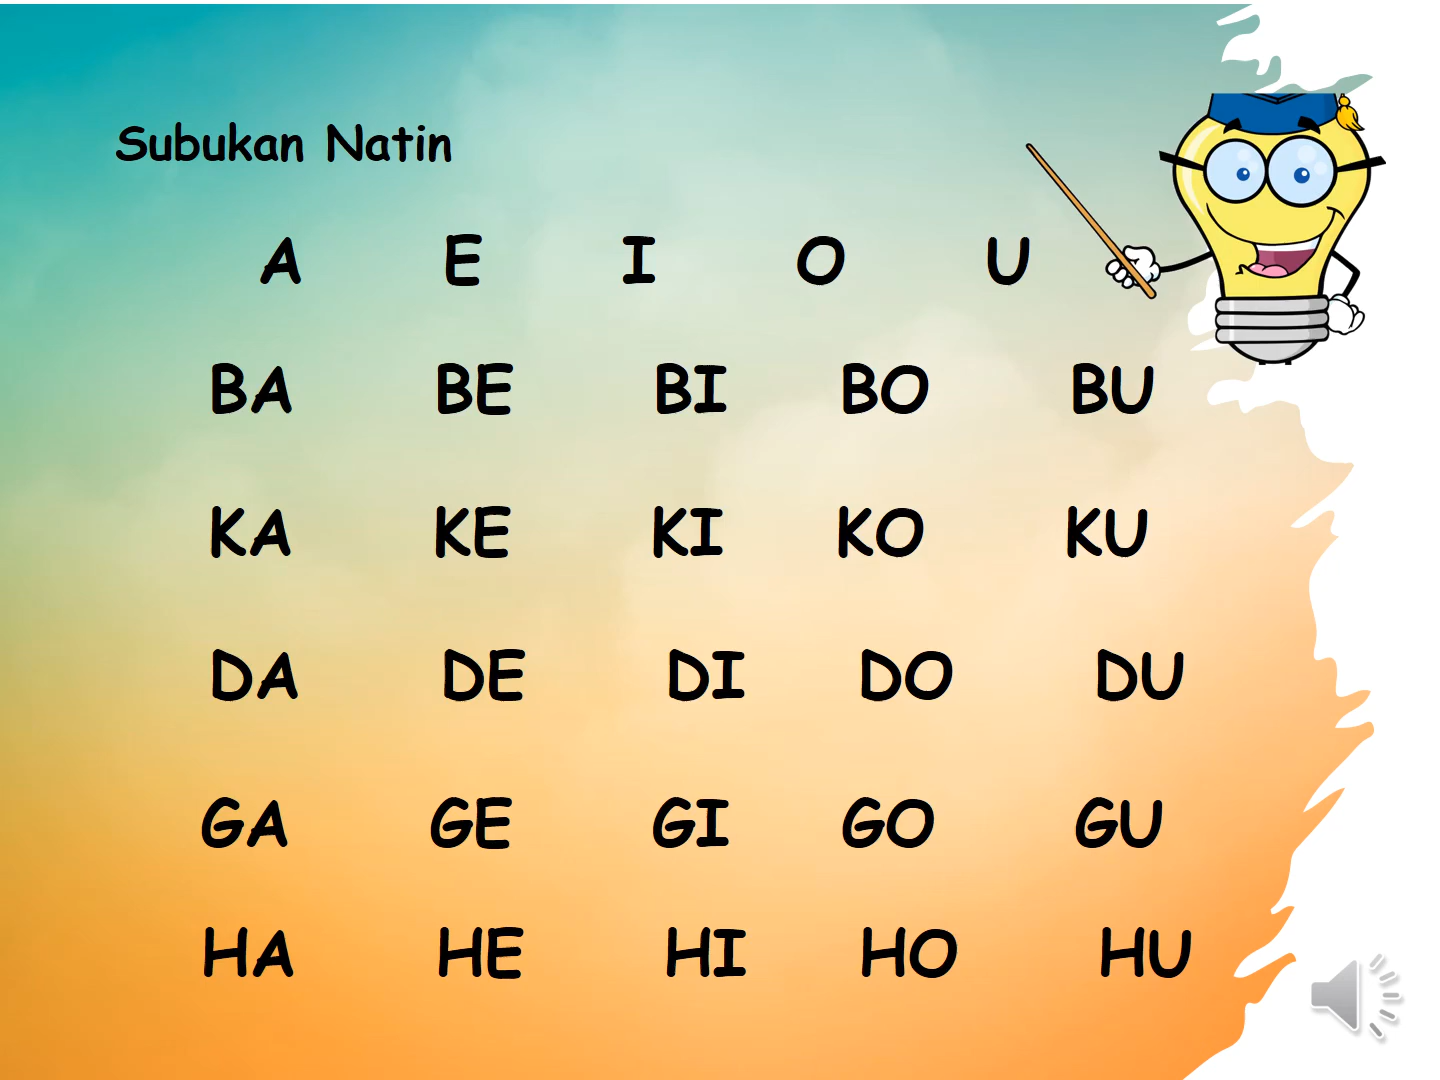 Subukan Natin
A E I O U
BA BE BI BO BU
KA KE KI KO KU
DA DE DI DO DU
GA GE GI GO GU
HA HE HI HO HU